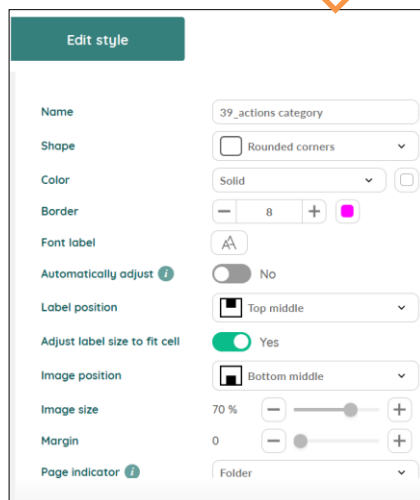 Edit style
Name 39_actions category
Shape Rounded corners
Color Solid
Border 8
Font label AA
Automatically adjust i No
Label position Top middle
Adjust label size to fit cell Yes
Image position Bottom middle
Image size 70 %
Margin 0
Page indicator i Folder